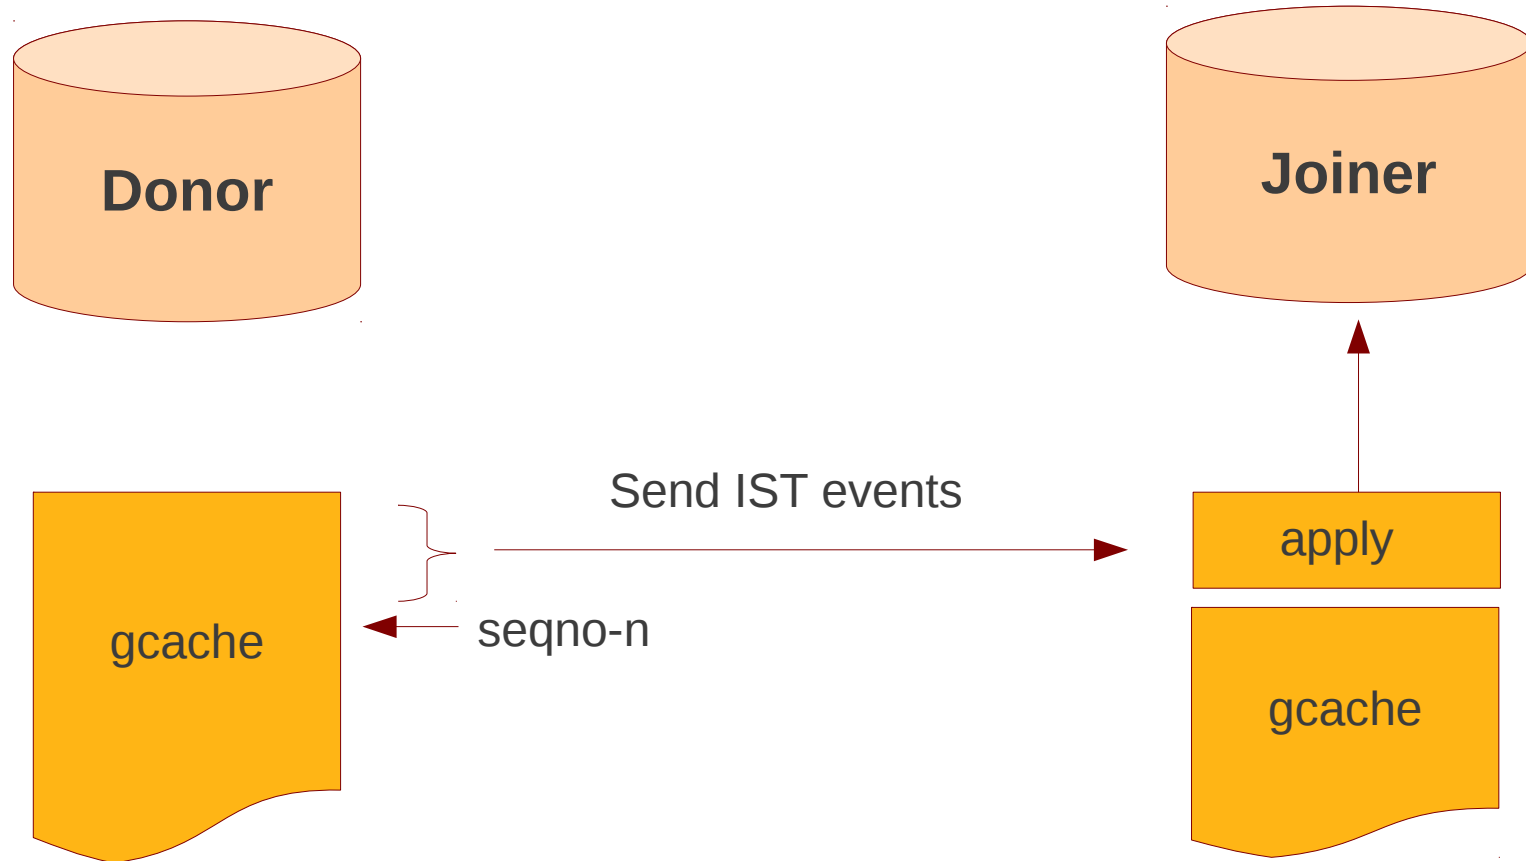 Donor
Joiner
Send IST events
apply
seqno-n
gcache
gcache